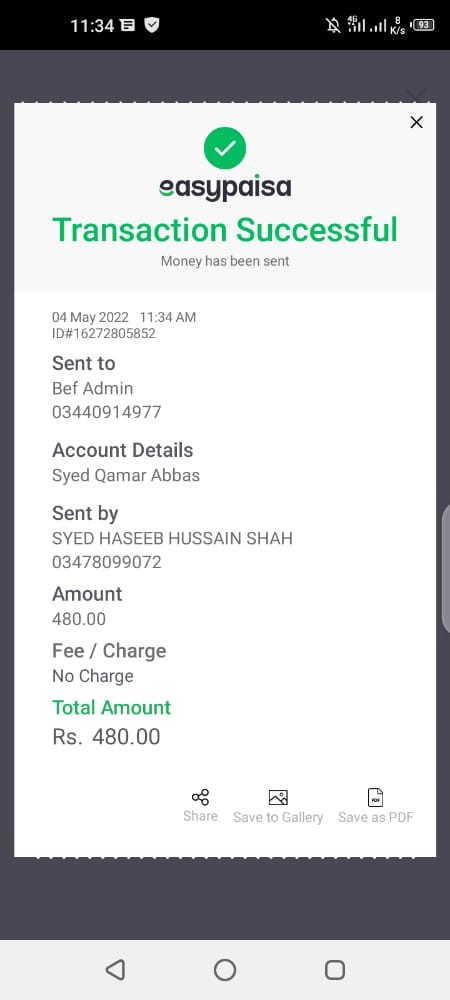 11:34
4G
8
K/s
93
easypaisa
Transaction Successful
Money has been sent
04 May 2022 11:34 AM
ID#16272805852
Sent to
Bef Admin
03440914977
Account Details
Syed Qamar Abbas
Sent by
SYED HASEEB HUSSAIN SHAH
03478099072
Amount
480.00
Fee / Charge
No Charge
Total Amount
Rs. 480.00
Share
Save to Gallery
PDF
Save as PDF